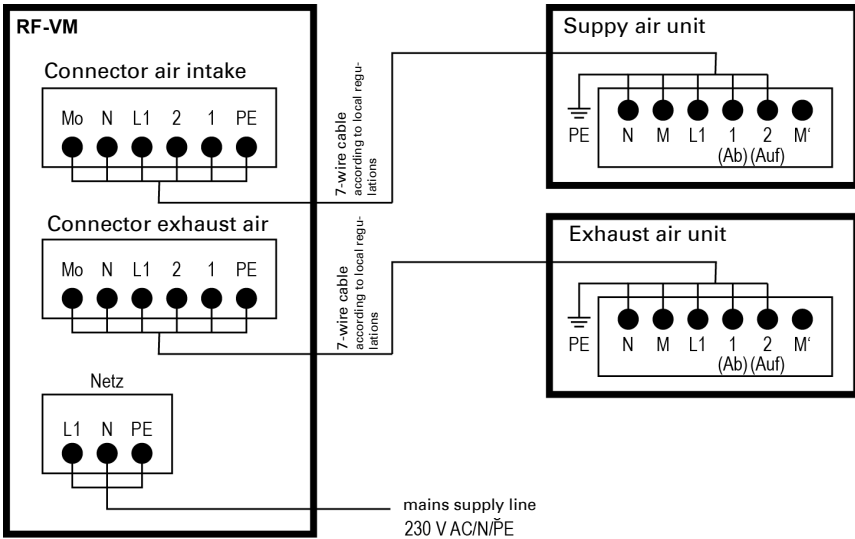 RF-VM
Connector air intake
Mo N L1 2 1 PE
Connector exhaust air
Mo N L1 2 1 PE
Netz
L1 N PE
7-wire cable
according to local regu-
lations
7-wire cable
according to local regu-
lations
mains supply line
230 V AC/N/P̆E
Suppy air unit
PE N M L1 1 2 M‘
(Ab) (Auf)
Exhaust air unit
PE N M L1 1 2 M‘
(Ab) (Auf)